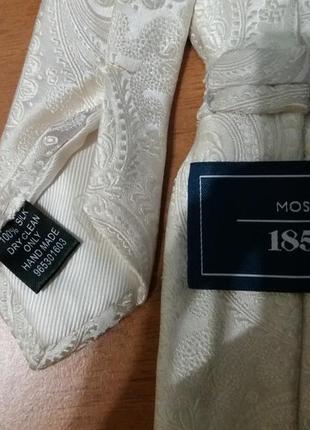 100% SILK
DRY CLEAN
ONLY
HAND MADE
965301603
MOS
185